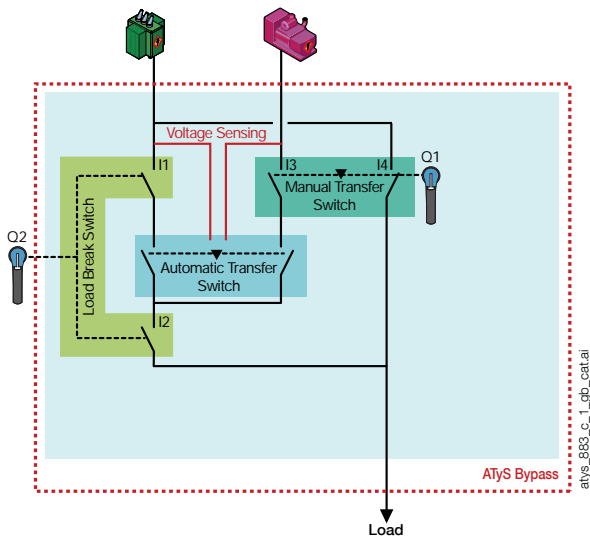 Voltage Sensing
I1
I3
I4
Q1
Manual Transfer
Switch
Q2
Load Break Switch
Automatic Transfer
Switch
I2
ATyS Bypass
atys_883_c_1_gb_cat.ai
Load